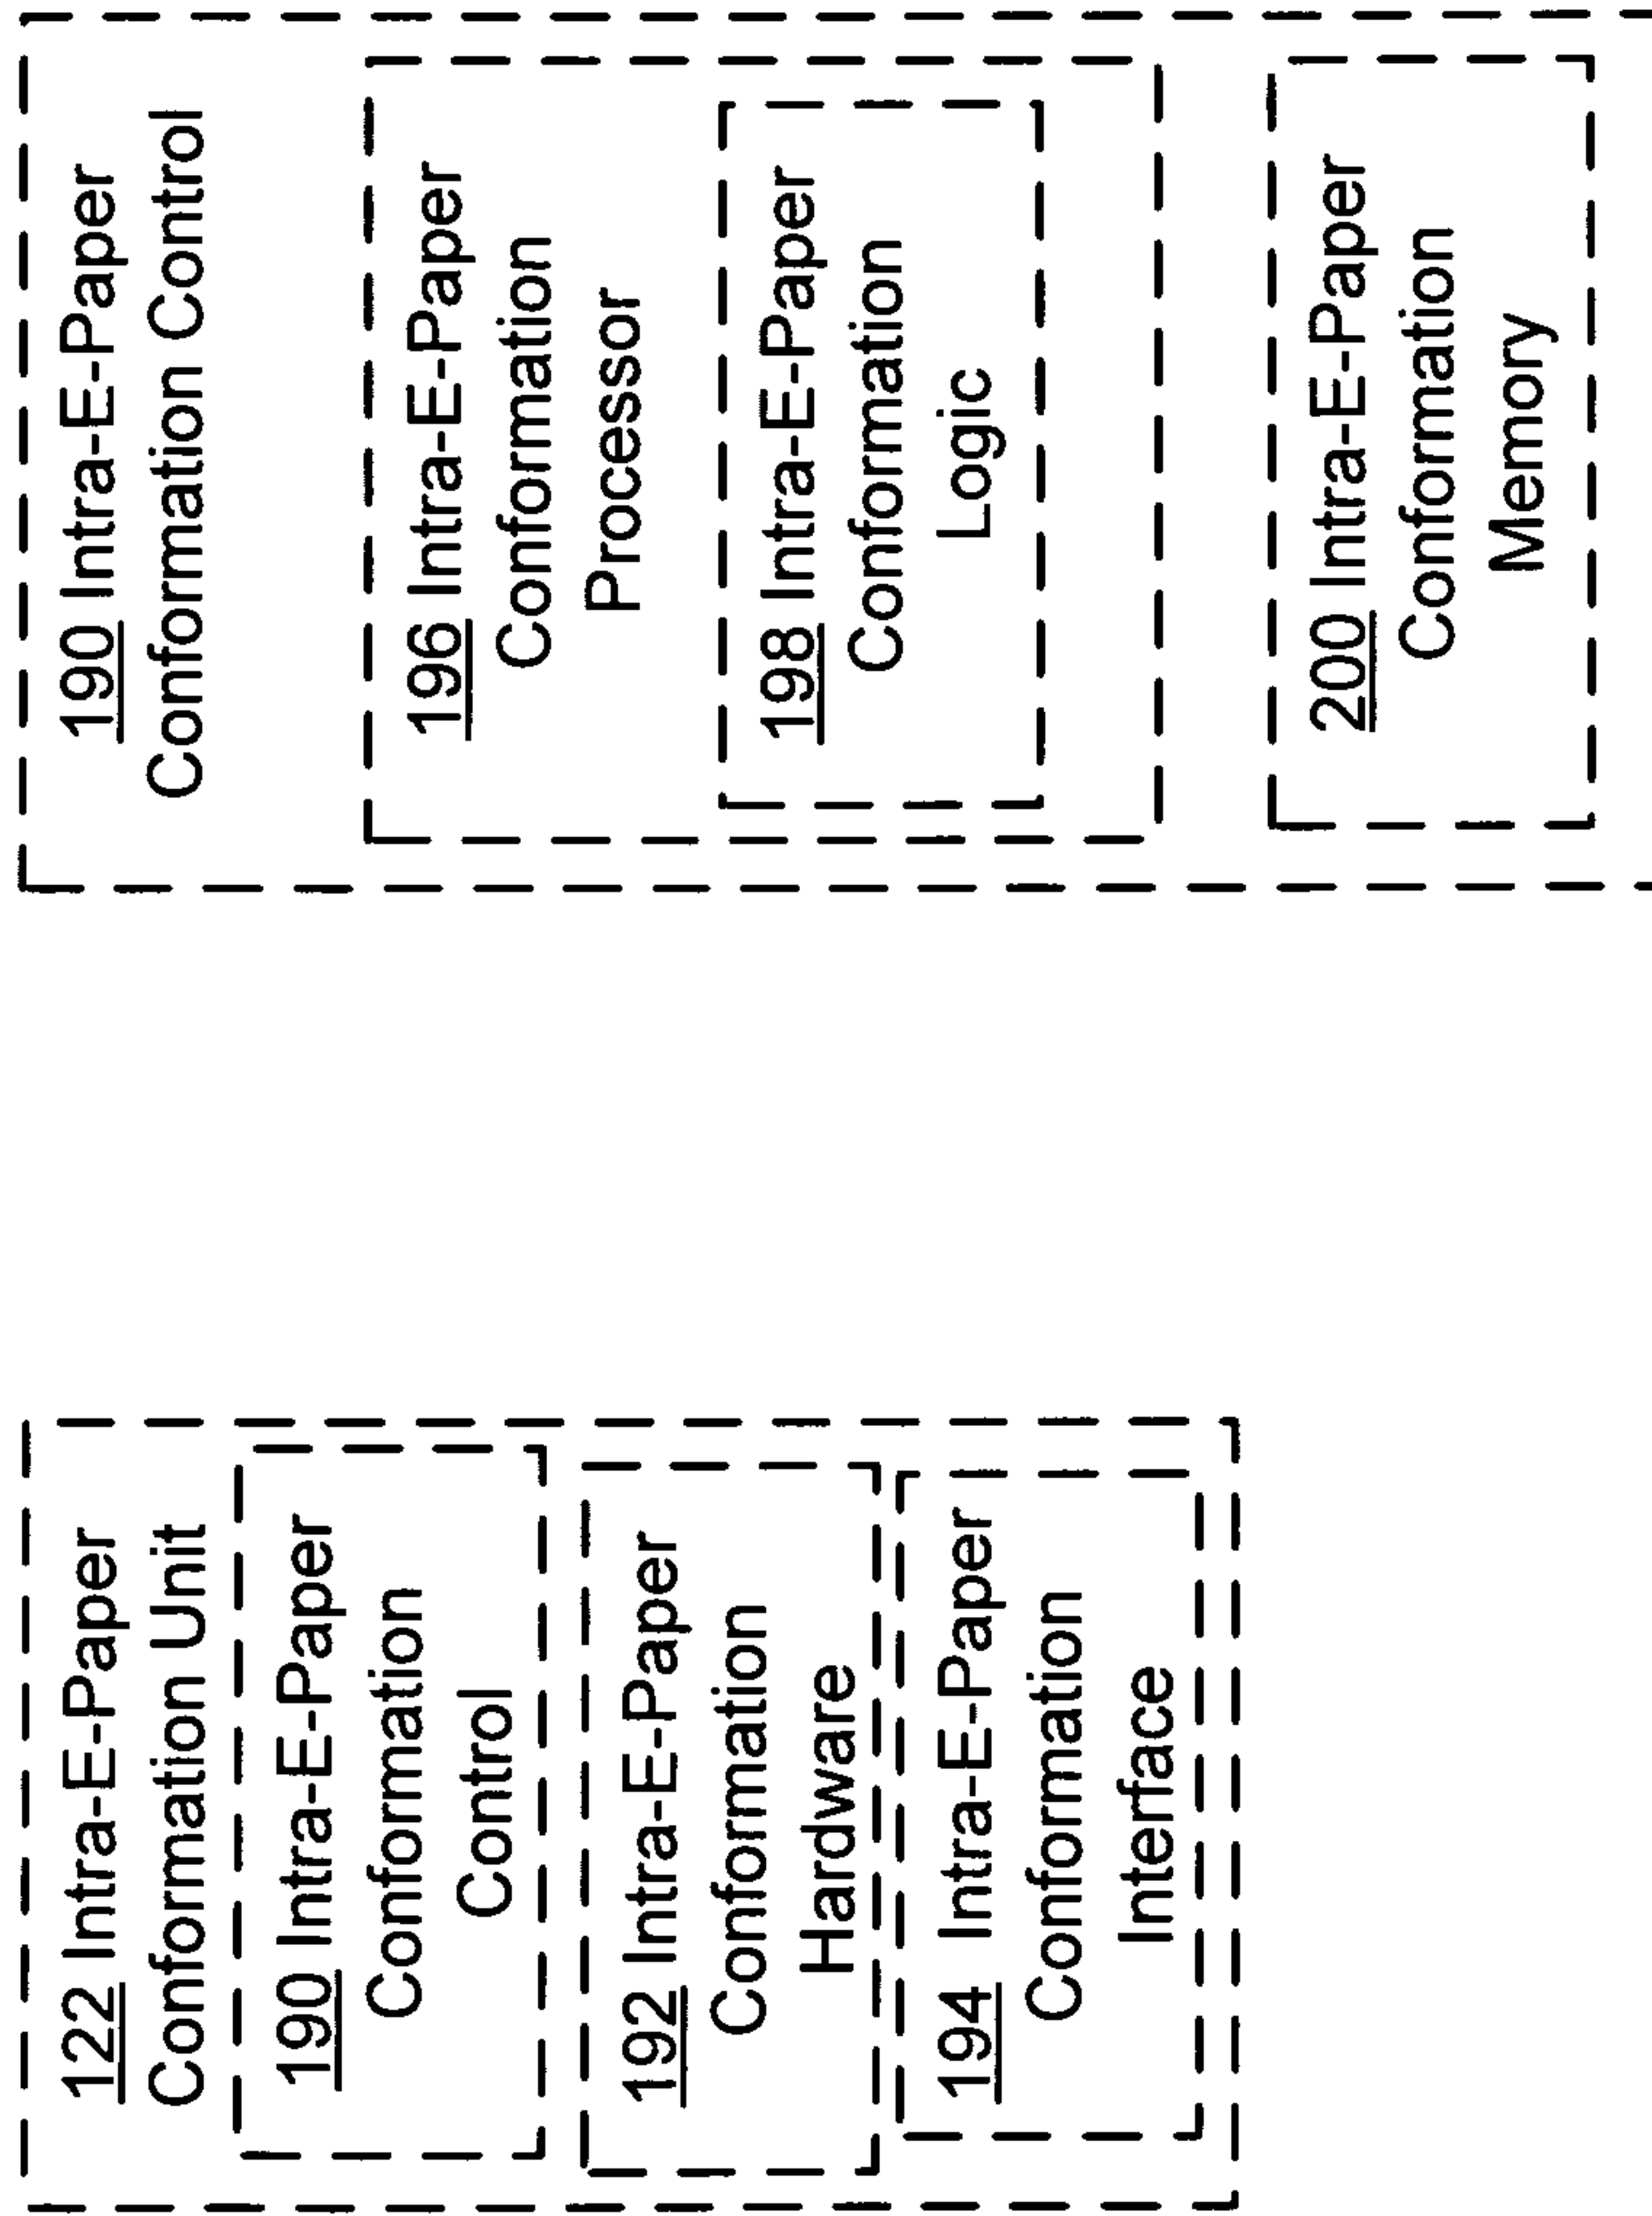 122 Intra-E-Paper
Conformation Unit
190 Intra-E-Paper
Conformation
Control
192 Intra-E-Paper
Conformation
Hardware
194 Intra-E-Paper
Conformation
Interface
190 Intra-E-Paper
Conformation Control
196 Intra-E-Paper
Conformation
Processor
198 Intra-E-Paper
Conformation
Logic
200 Intra-E-Paper
Conformation
Memory